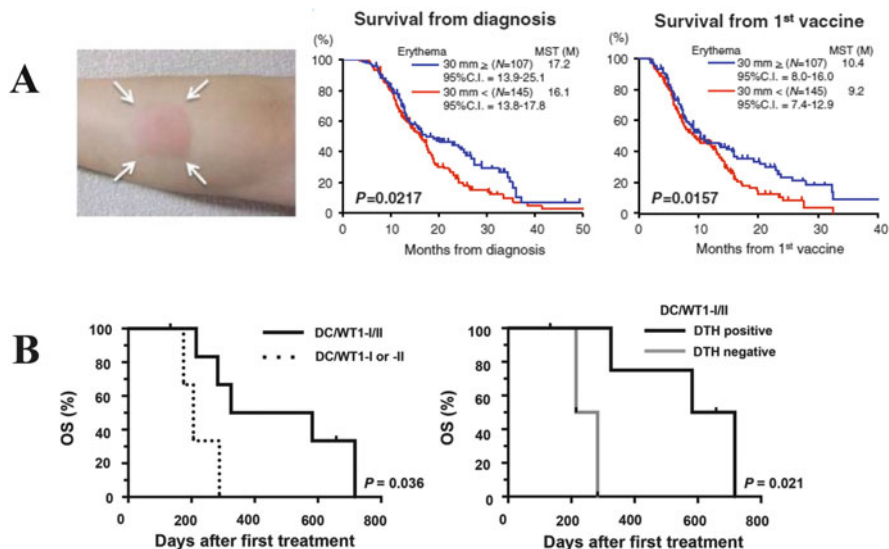 A
Survival from diagnosis
(%)
Erythema MST (M)
30 mm ≥ (N=107) 17.2
95%C.I. = 13.9-25.1
30 mm < (N=145) 16.1
95%C.I. = 13.8-17.8
100
80
60
40
20
0
P=0.0217
0 10 20 30 40 50
Months from diagnosis
Survival from 1st vaccine
(%)
Erythema MST (M)
30 mm ≥ (N=107) 10.4
95%C.I. = 8.0-16.0
30 mm < (N=145) 9.2
95%C.I. = 7.4-12.9
100
80
60
40
20
0
P=0.0157
0 10 20 30 40
Months from 1st vaccine
B
DC/WT1-I/II
DC/WT1-I or -II
OS (%)
100
80
60
40
20
0
P = 0.036
0 200 400 600 800
Days after first treatment
DC/WT1-I/II
DTH positive
DTH negative
OS (%)
100
80
60
40
20
0
P = 0.021
0 200 400 600 800
Days after first treatment